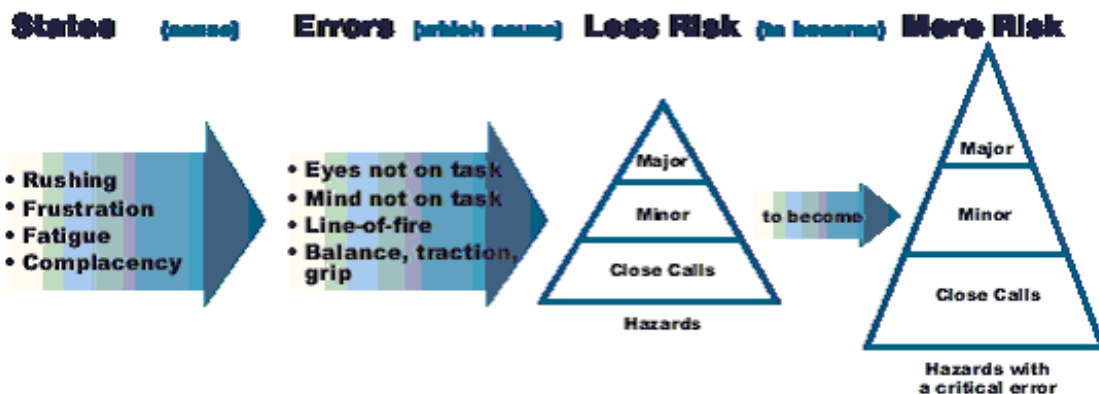 States (cause) Errors (which cause) Less Risk (to become) More Risk
• Rushing
• Frustration
• Fatigue
• Complacency
• Eyes not on task
• Mind not on task
• Line-of-fire
• Balance, traction,
grip
Major
Minor
Close Calls
Hazards
to become
Major
Minor
Close Calls
Hazards with
a critical error